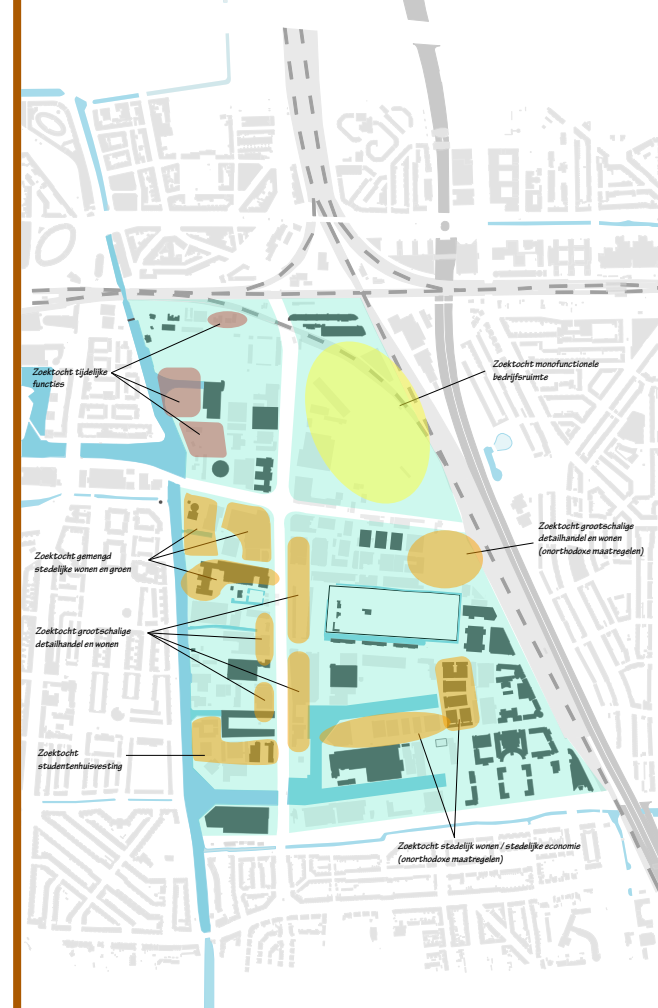 Zoektocht monofunctionele
bedrijfsruimte
Zoektocht tijdelijke
functies
Zoektocht grootschalige
detailhandel en wonen
(onorthodoxe maatregelen)
Zoektocht gemengd
stedelijke wonen en groen
Zoektocht grootschalige
detailhandel en wonen
Zoektocht
studentenhuisvesting
Zoektocht stedelijk wonen / stedelijke economie
(onorthodoxe maatregelen)